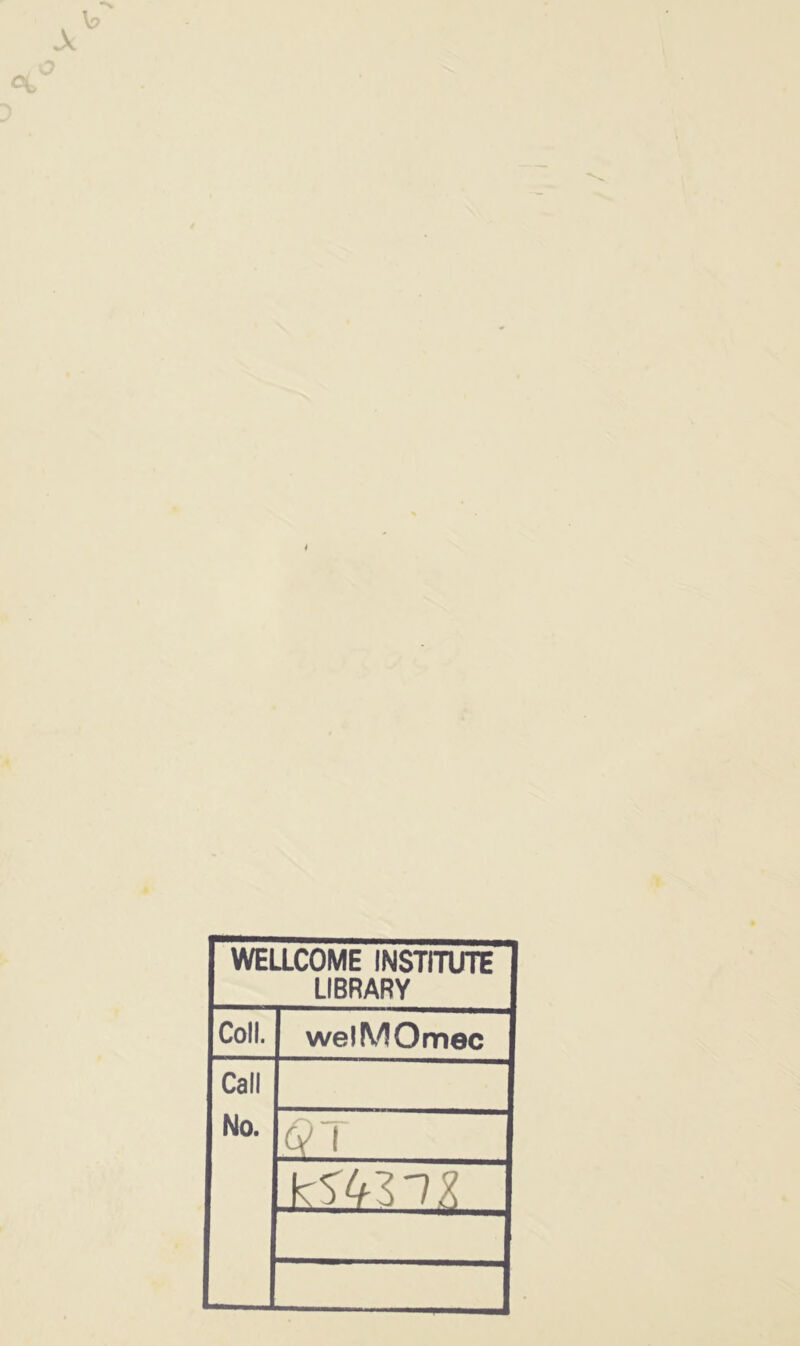 WELLCOME INSTITUTE
LIBRARY
Coll. welMOmec
Call
No. QT
K54378